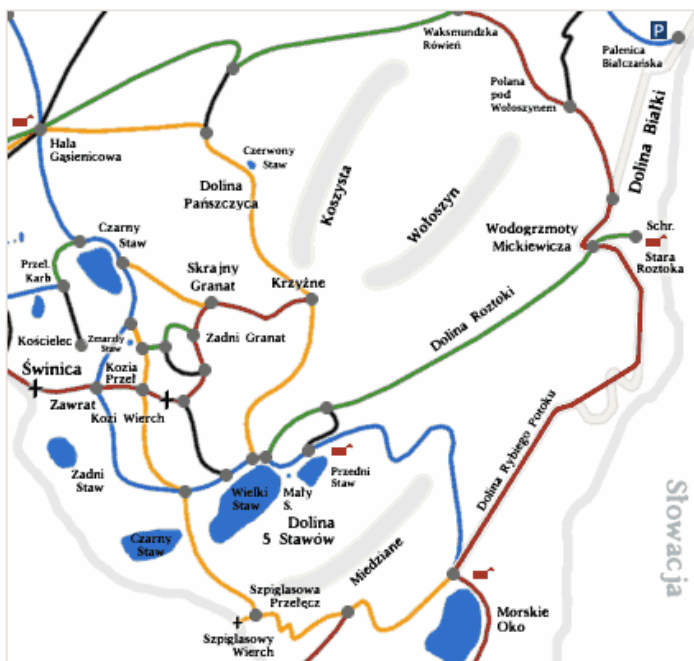 Waksmundzka
Rówień
P
Palenica
Białczańska
Polana
pod
Wołoszynem
Dolina Białki
Hala
Gąsienicowa
Czerwony
Staw
Dolina
Pańszczyca
Koszysta
Wołoszyn
Czarny
Staw
Wodogrzmoty
Mickiewicza
Schr.
Stara
Roztoka
Przeł.
Karb
Skrajny
Granat
Krzyżne
Dolina Roztoki
Kościelec
Zmarzły
Staw
Zadni Granat
Świnica
Kozia
Przeł
Zawrat
Kozi Wierch
Dolina Rybiego Potoku
Zadni
Staw
Wielki
Staw
Mały
S.
Przedni
Staw
Słowacja
Czarny
Staw
Dolina
5 Stawów
Miedziane
Szpiglasowa
Przełęcz
Morskie
Oko
Szpiglasowy
Wierch